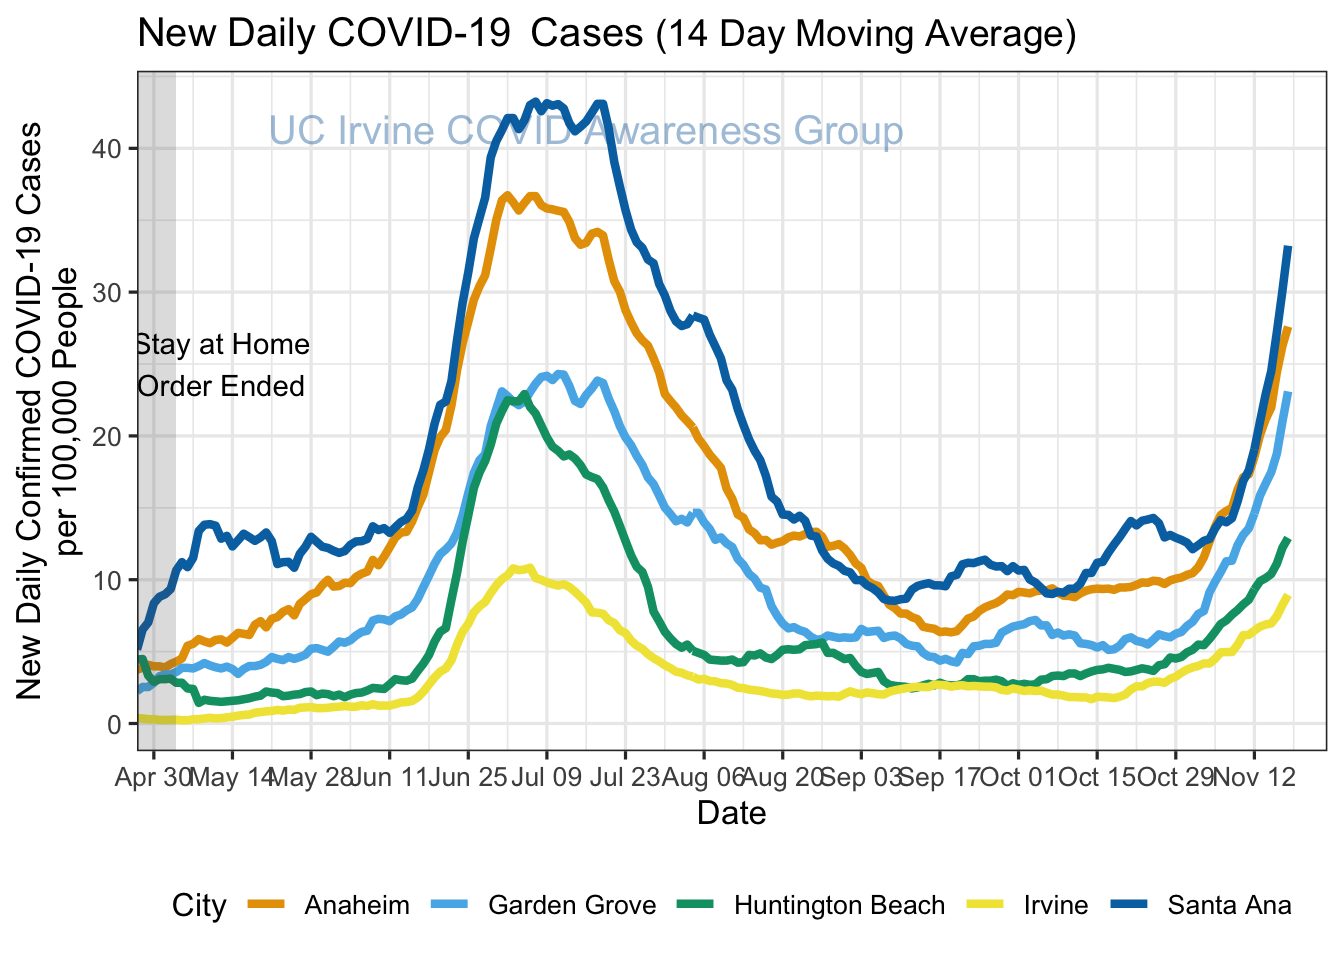 New Daily COVID-19  Cases (14 Day Moving Average)
UC Irvine COVID Awareness Group
New Daily Confirmed COVID-19 Cases
per 100,000 People
40
30
20
10
0
Stay at Home
Order Ended
Apr 30 May 14 May 28 Jun 11 Jun 25 Jul 09 Jul 23 Aug 06 Aug 20 Sep 03 Sep 17 Oct 01 Oct 15 Oct 29 Nov 12
Date
City Anaheim Garden Grove Huntington Beach Irvine Santa Ana